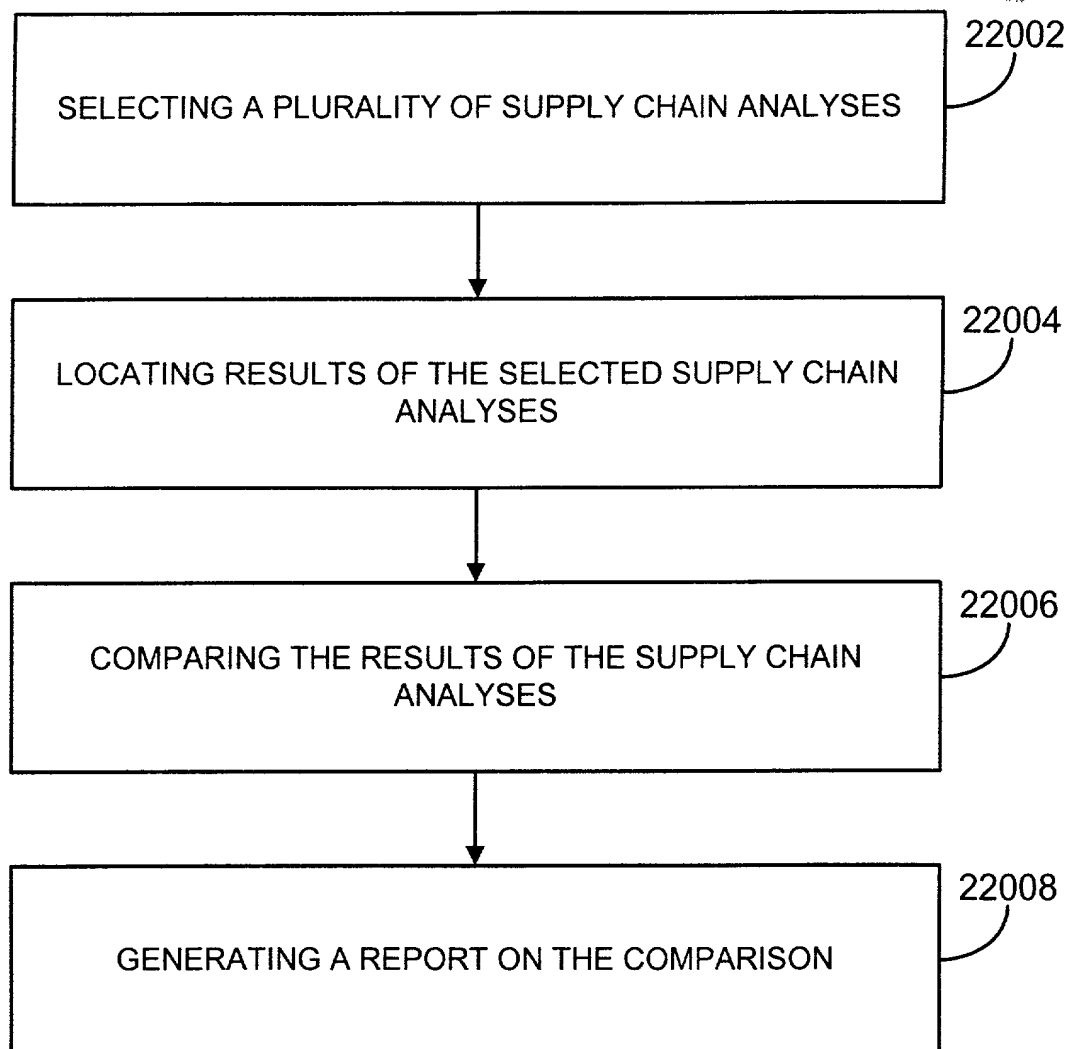 22002
SELECTING A PLURALITY OF SUPPLY CHAIN ANALYSES
22004
LOCATING RESULTS OF THE SELECTED SUPPLY CHAIN
ANALYSES
22006
COMPARING THE RESULTS OF THE SUPPLY CHAIN
ANALYSES
22008
GENERATING A REPORT ON THE COMPARISON